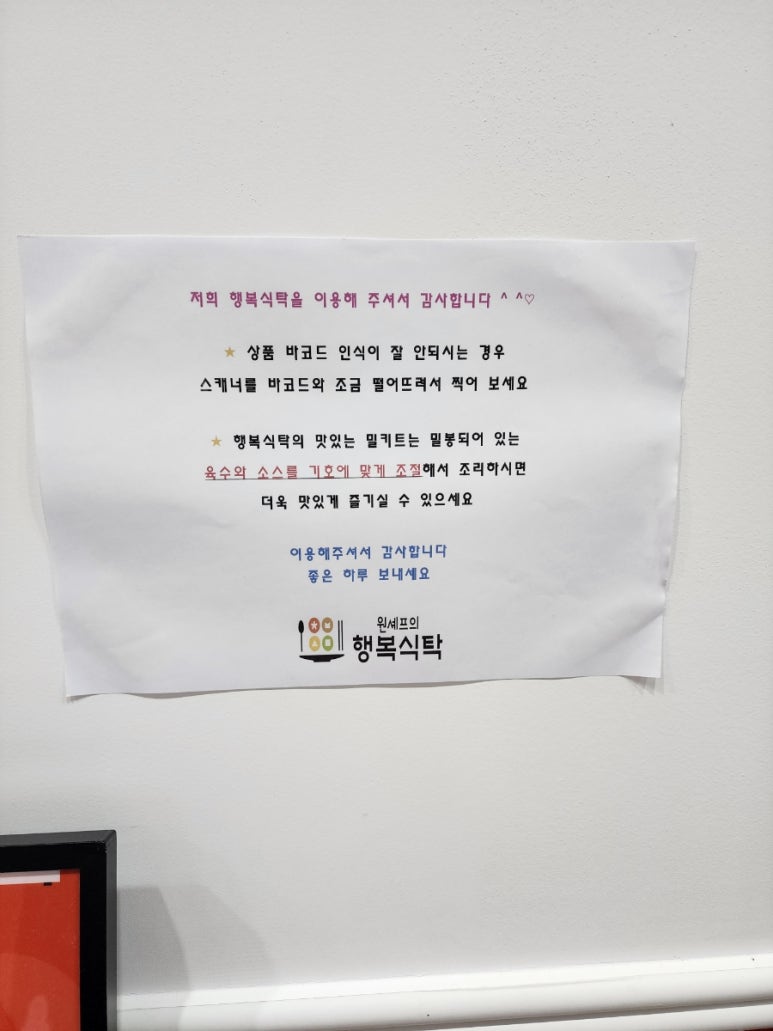 저희 행복식탁을 이용해 주셔서 감사합니다 ^ ^♡
★ 상품 바코드 인식이 잘 안되시는 경우
스캐너를 바코드와 조금 떨어뜨려서 찍어 보세요
★ 행복식탁의 맛있는 밀키트는 밀봉되어 있는
육수와 소스를 기호에 맞게 조절해서 조리하시면
더욱 맛있게 즐기실 수 있으세요
이용해주셔서 감사합니다
좋은 하루 보내세요
원셰프의
행복식탁